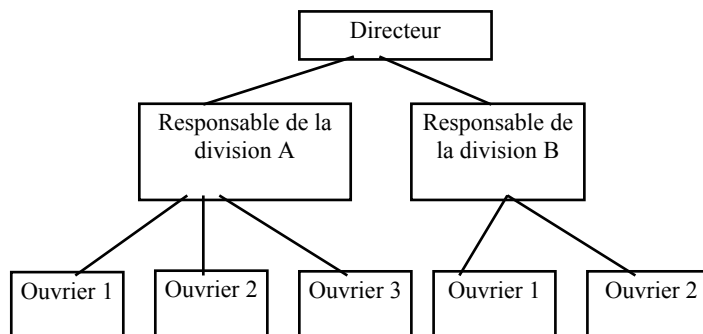 Directeur
Responsable de la
division A
Responsable de
la division B
Ouvrier 1
Ouvrier 2
Ouvrier 3
Ouvrier 1
Ouvrier 2